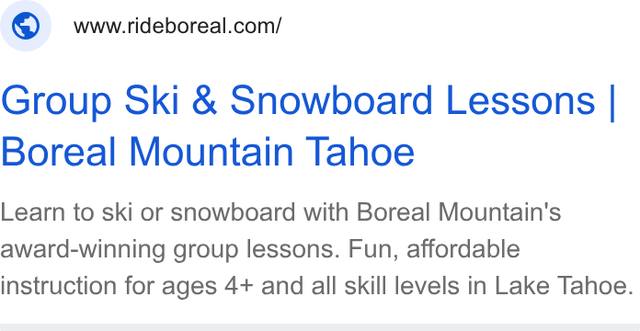 www.rideboreal.com/
Group Ski & Snowboard Lessons |
Boreal Mountain Tahoe
Learn to ski or snowboard with Boreal Mountain's
award-winning group lessons. Fun, affordable
instruction for ages 4+ and all skill levels in Lake Tahoe.